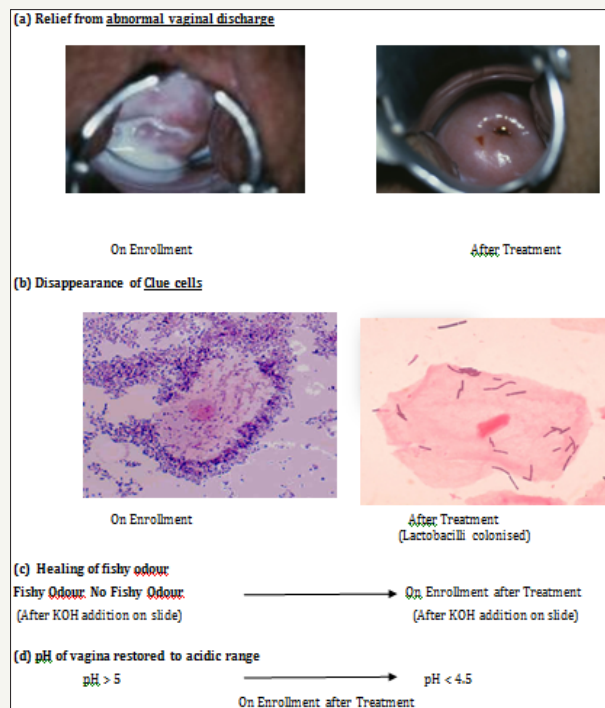 (a) Relief from abnormal vaginal discharge
On Enrollment After Treatment
(b) Disappearance of Clue cells
On Enrollment After Treatment
(Lactobacilli colonised)
(c) Healing of fishy odour
Fishy Odour No Fishy Odour On Enrollment after Treatment
(After KOH addition on slide) (After KOH addition on slide)
(d) pH of vagina restored to acidic range
pH > 5 pH < 4.5
On Enrollment after Treatment